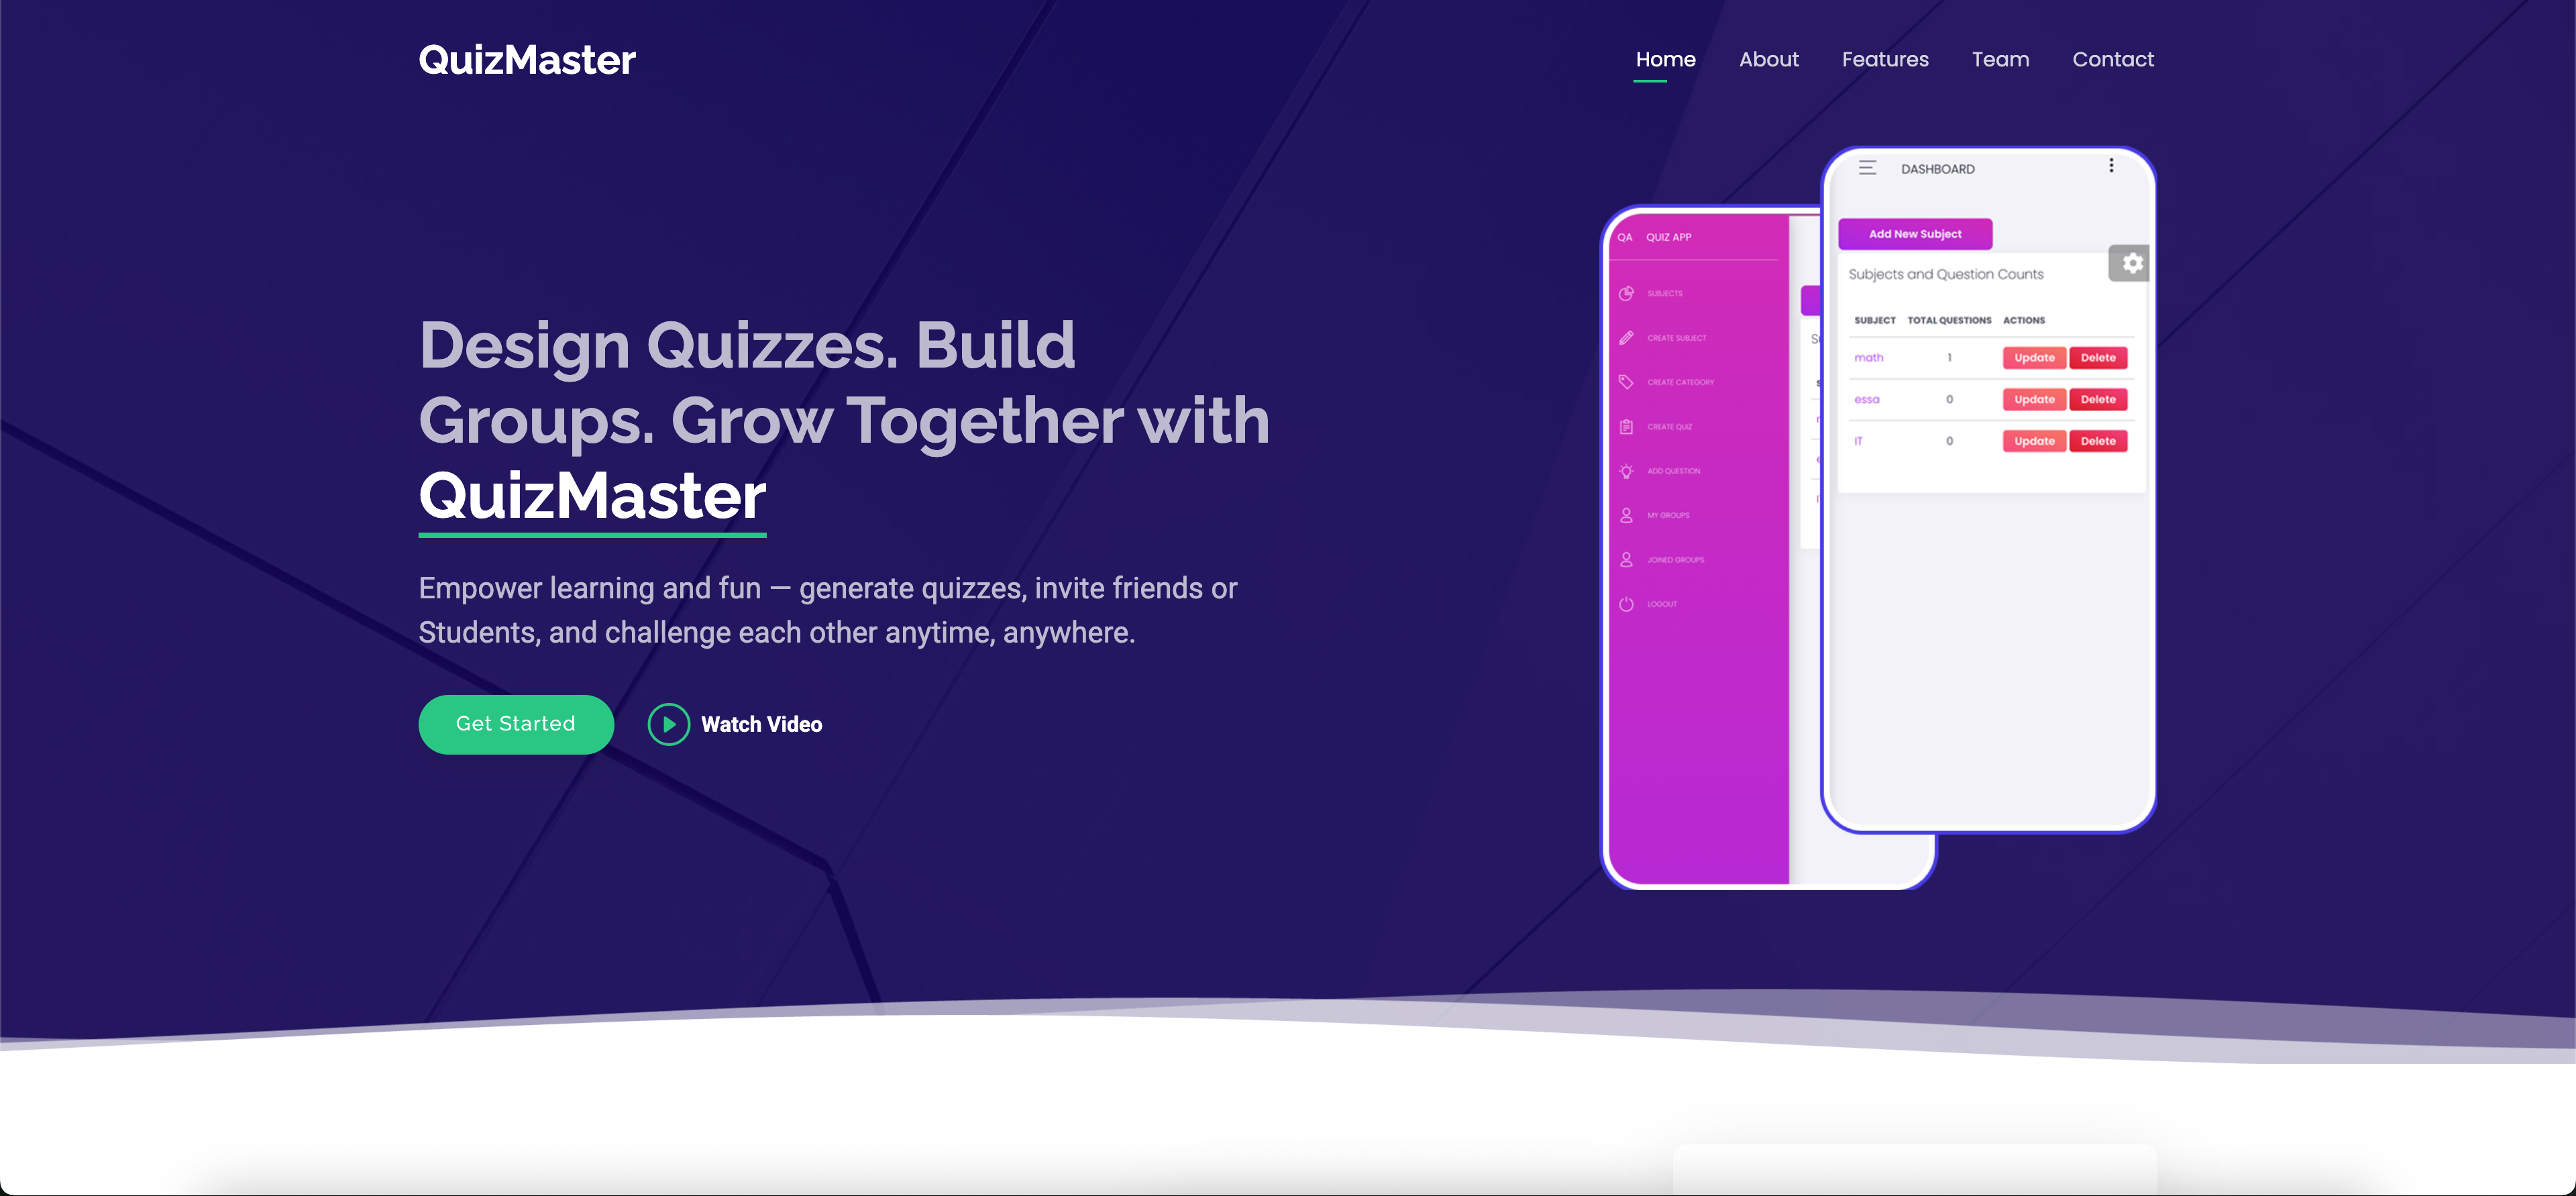 QuizMaster
Home About Features Team Contact
Design Quizzes. Build
Groups. Grow Together with
QuizMaster
Empower learning and fun — generate quizzes, invite friends or
Students, and challenge each other anytime, anywhere.
Get Started
Watch Video
QA QUIZ APP
SUBJECTS
CREATE SUBJECT
CREATE CATEGORY
CREATE QUIZ
ADD QUESTION
MY GROUPS
JOINED GROUPS
LOGOUT
DASHBOARD
Add New Subject
Subjects and Question Counts
SUBJECT TOTAL QUESTIONS ACTIONS
math 1 Update Delete
essa 0 Update Delete
IT 0 Update Delete